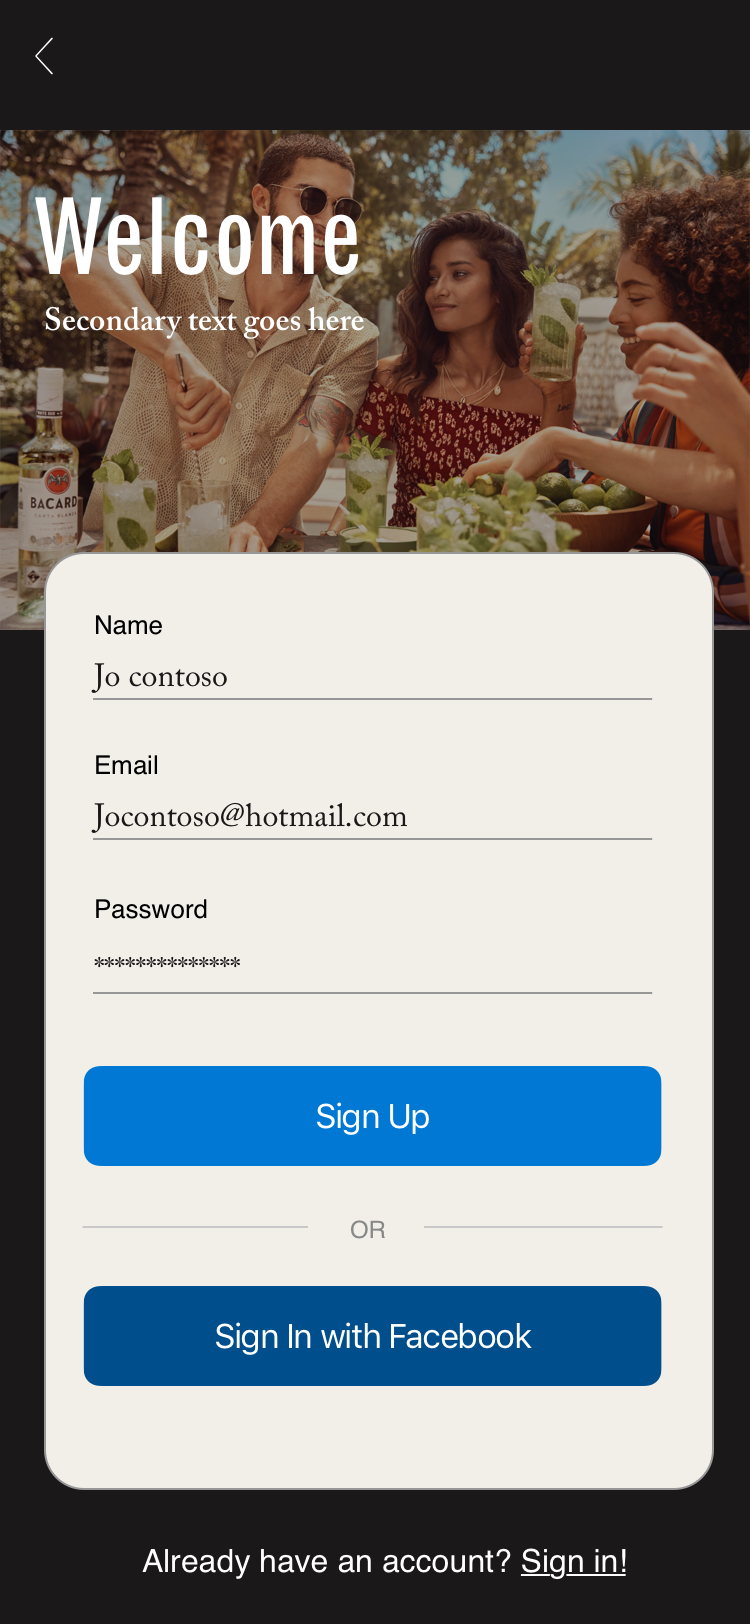 Welcome
Secondary text goes here
BACARD
Name
Jo contoso
Email
Jocontoso@hotmail.com
Password
**************
Sign Up
OR
Sign In with Facebook
Already have an account? Sign in!